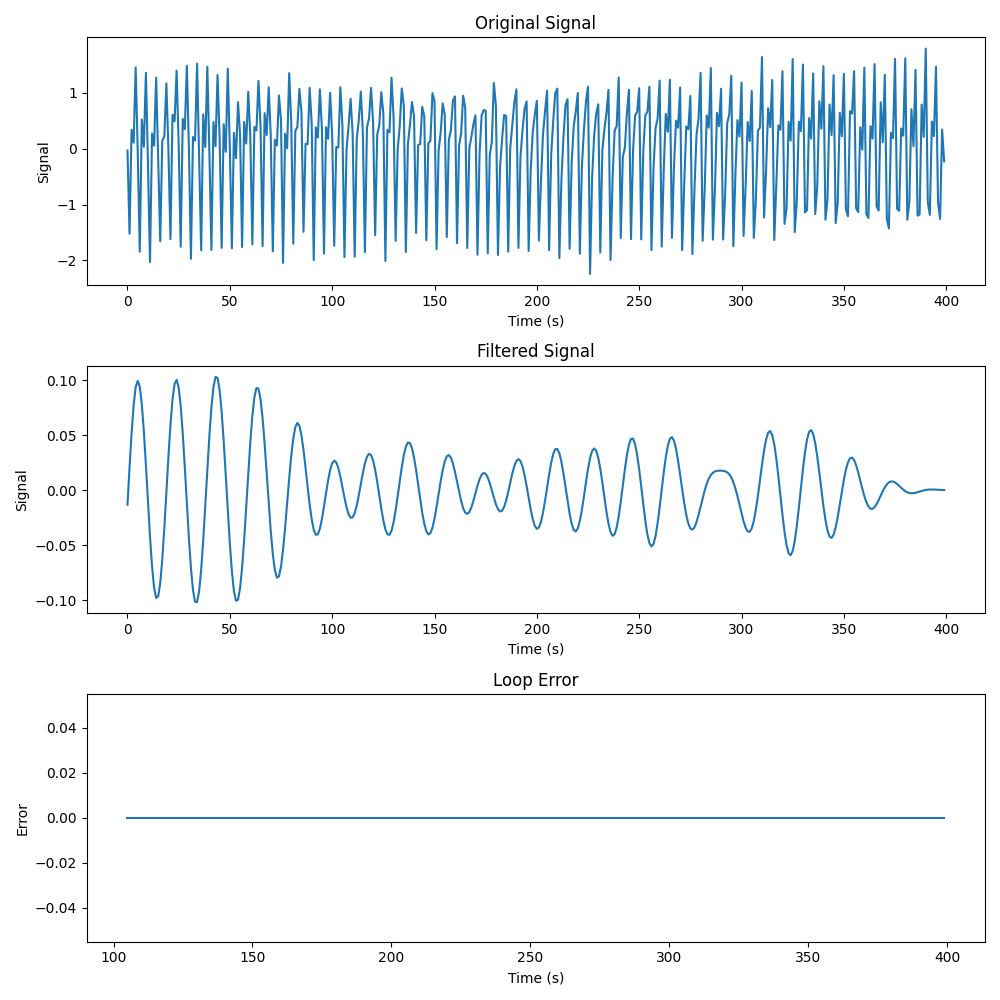 Original Signal
1
0
−1
−2
Signal
0 50 100 150 200 250 300 350 400
Time (s)
Filtered Signal
0.10
0.05
0.00
−0.05
−0.10
Signal
0 50 100 150 200 250 300 350 400
Time (s)
Loop Error
0.04
0.02
0.00
−0.02
−0.04
Error
100 150 200 250 300 350 400
Time (s)